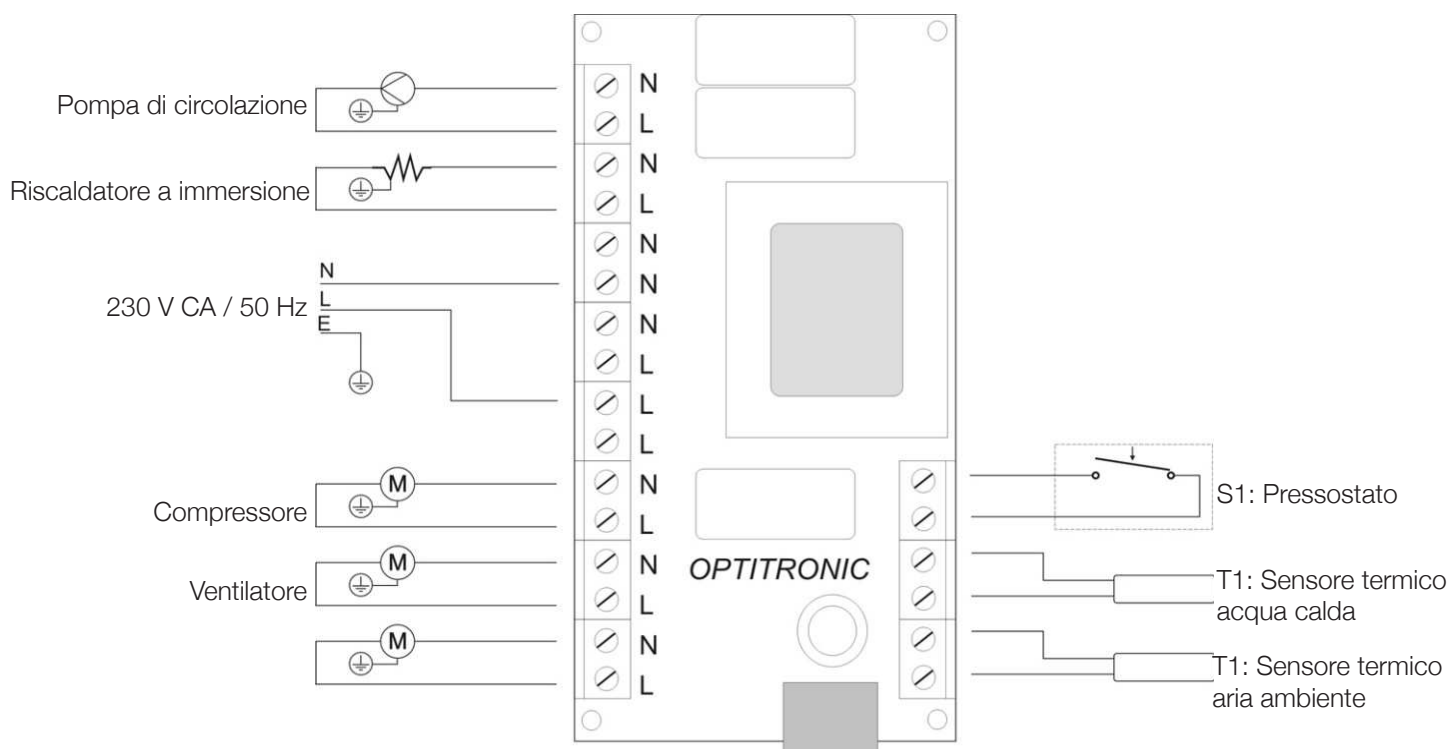 Pompa di circolazione
N
L
Riscaldatore a immersione
N
L
N
N
230 V CA / 50 Hz
N
L
E
N
L
L
L
Compressore
M
N
L
Ventilatore
M
N
L
M
N
L
OPTITRONIC
S1: Pressostato
T1: Sensore termico
acqua calda
T1: Sensore termico
aria ambiente